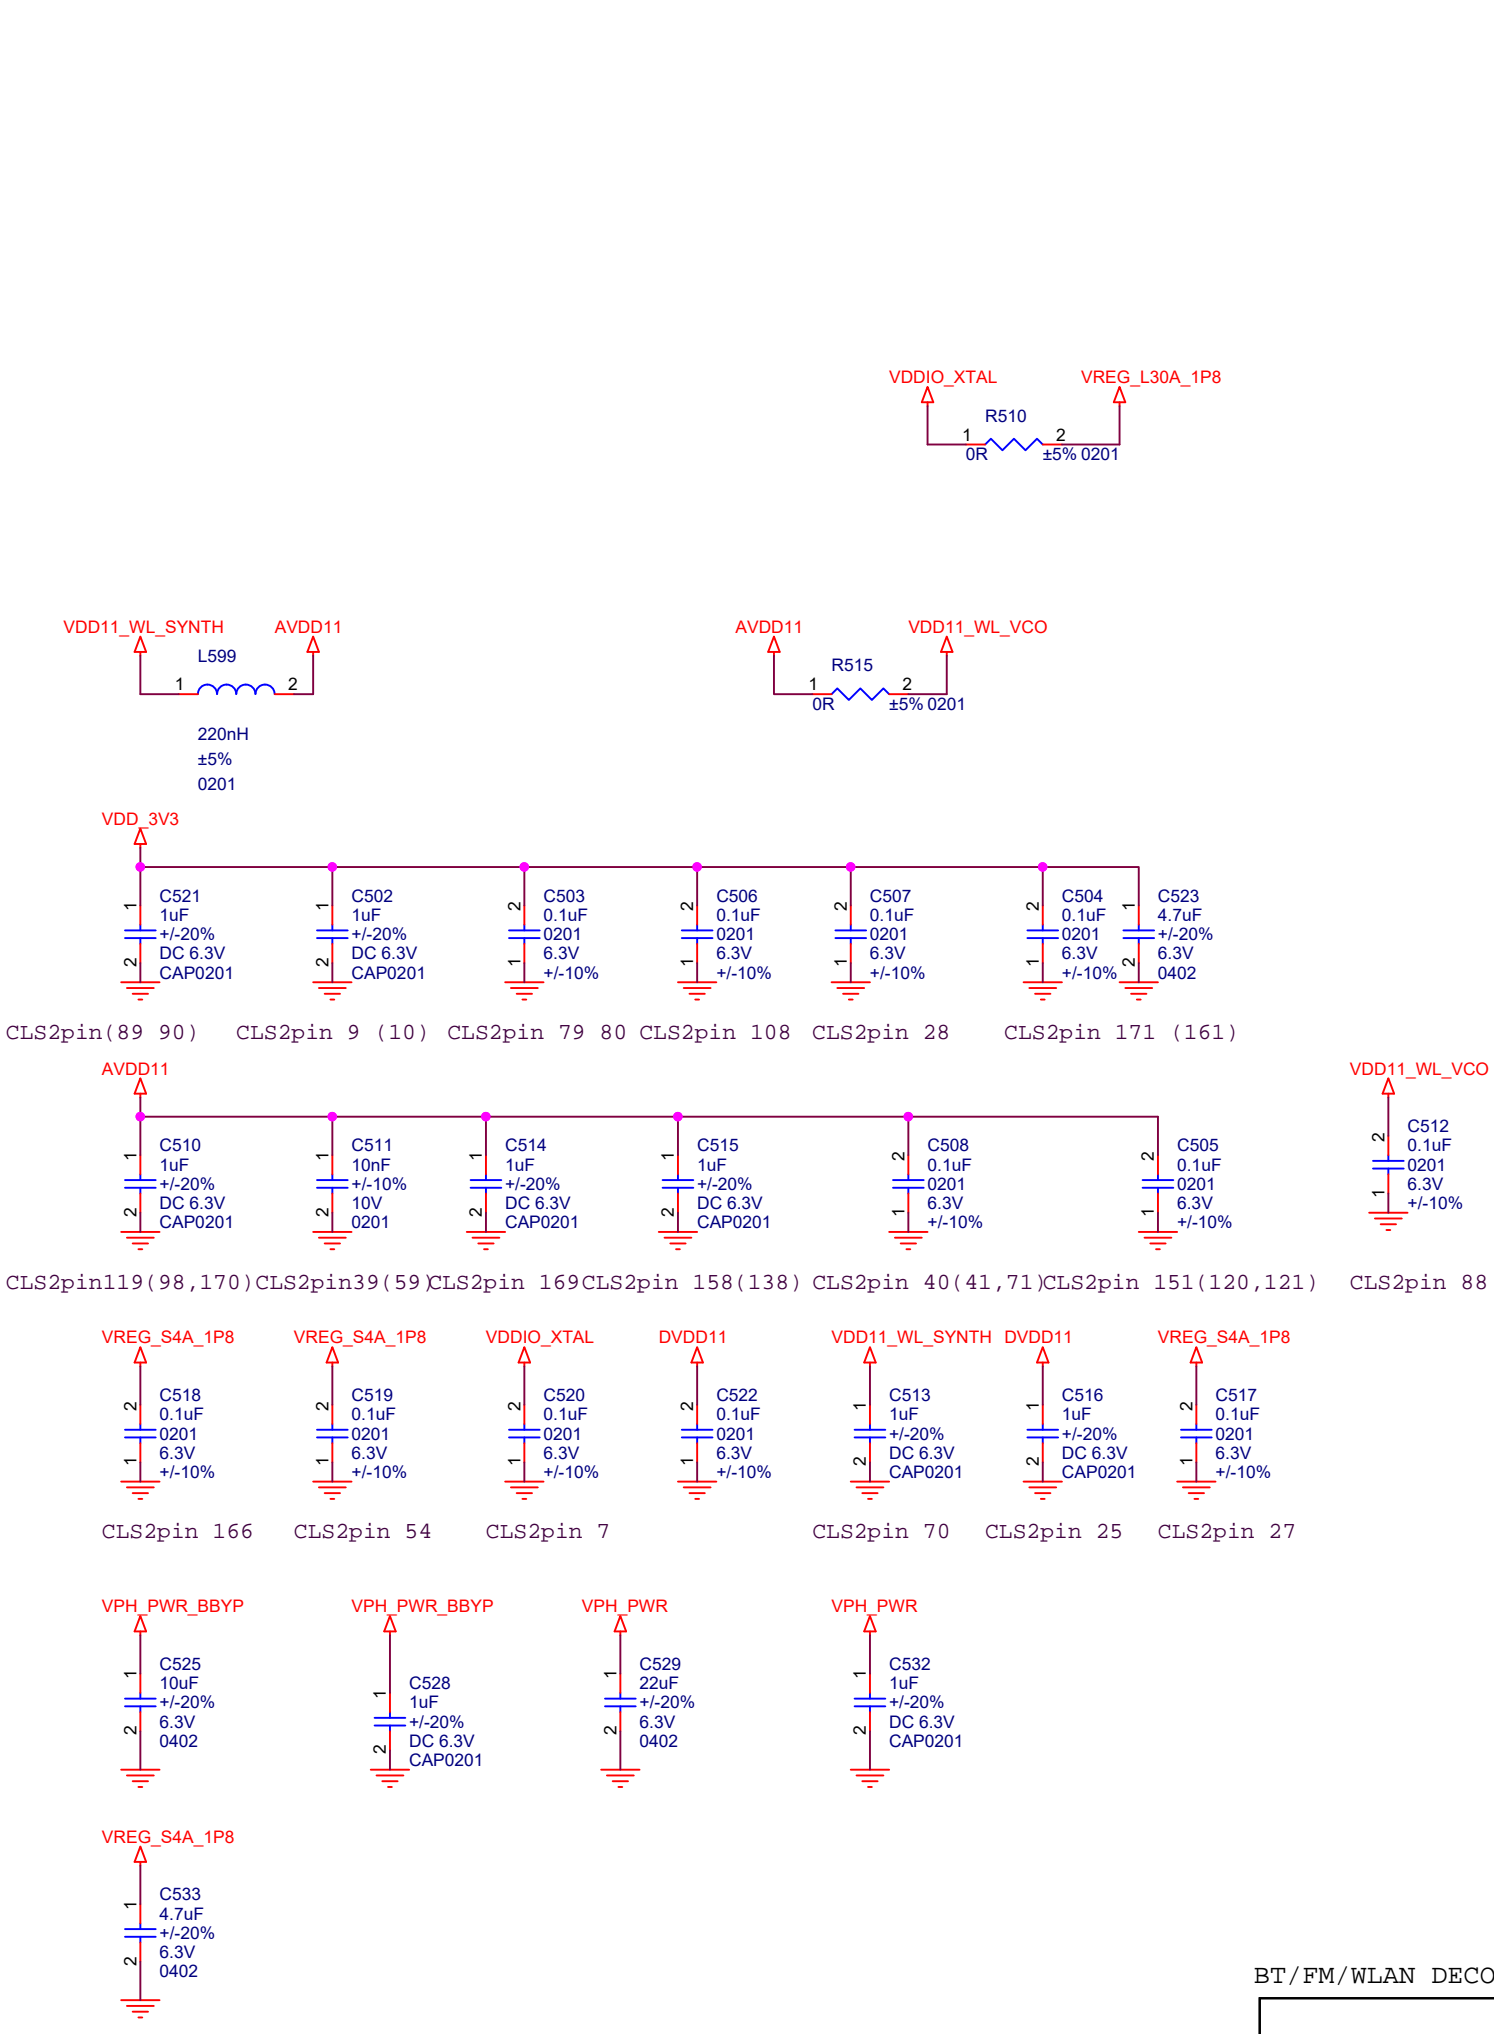 VDDIO_XTAL VREG_L30A_1P8
R510
1 2
0R ±5% 0201
VDD11_WL_SYNTH AVDD11 AVDD11 VDD11_WL_VCO
L599 R515
1 2 1 2
0R ±5% 0201
220nH
±5%
0201
VDD_3V3
1 C521 1 C502 2 C503 2 C506 2 C507 2 C504 1 C523
1uF 1uF 0.1uF 0.1uF 0.1uF 0.1uF 4.7uF
+/-20% +/-20% 0201 0201 0201 0201 +/-20%
DC 6.3V DC 6.3V 6.3V 6.3V 6.3V 6.3V 6.3V
2 CAP0201 2 CAP0201 1 +/-10% 1 +/-10% 1 +/-10% 1 +/-10% 2 0402
CLS2pin(89 90) CLS2pin 9 (10) CLS2pin 79 80 CLS2pin 108 CLS2pin 28 CLS2pin 171 (161)
AVDD11 VDD11_WL_VCO
2 C512
0.1uF
0201
6.3V
1 +/-10%
1 C510 1 C511 1 C514 1 C515 2 C508 2 C505
1uF 10nF 1uF 1uF 0.1uF 0.1uF
+/-20% +/-10% +/-20% +/-20% 0201 0201
DC 6.3V 10V DC 6.3V DC 6.3V 6.3V 6.3V
2 CAP0201 2 0201 2 CAP0201 2 CAP0201 1 +/-10% 1 +/-10%
CLS2pin119(98,170) CLS2pin39(59) CLS2pin 169 CLS2pin 158(138) CLS2pin 40(41,71) CLS2pin 151(120,121) CLS2pin 88
VREG_S4A_1P8 VREG_S4A_1P8 VDDIO_XTAL DVDD11 VDD11_WL_SYNTH DVDD11 VREG_S4A_1P8
2 C518 2 C519 2 C520 2 C522 1 C513 1 C516 2 C517
0.1uF 0.1uF 0.1uF 0.1uF 1uF 1uF 0.1uF
0201 0201 0201 0201 +/-20% +/-20% 0201
6.3V 6.3V 6.3V 6.3V DC 6.3V DC 6.3V 6.3V
1 +/-10% 1 +/-10% 1 +/-10% 1 +/-10% 2 CAP0201 2 CAP0201 1 +/-10%
CLS2pin 166 CLS2pin 54 CLS2pin 7 CLS2pin 70 CLS2pin 25 CLS2pin 27
VPH_PWR_BBYP VPH_PWR_BBYP VPH_PWR VPH_PWR
1 C525 1 C528 1 C529 1 C532
10uF 1uF 22uF 1uF
+/-20% +/-20% +/-20% +/-20%
6.3V DC 6.3V 6.3V DC 6.3V
2 0402 2 CAP0201 2 0402 2 CAP0201
VREG_S4A_1P8
1 C533
4.7uF
+/-20%
6.3V
2 0402
BT/FM/WLAN DECO